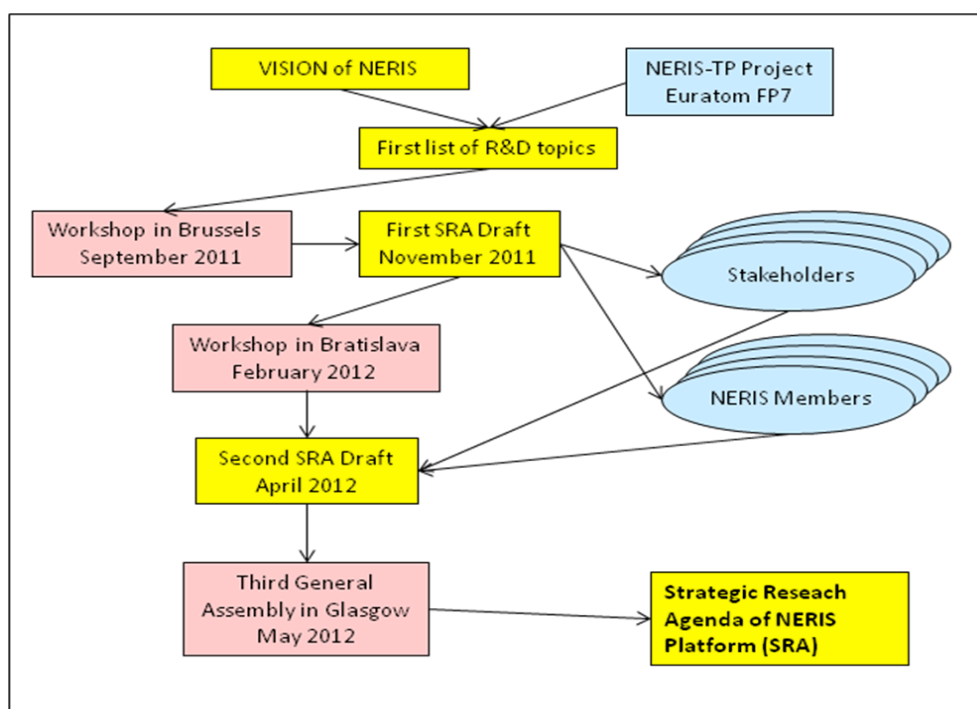 VISION of NERIS
NERIS-TP Project
Euratom FP7
First list of R&D topics
Workshop in Brussels
September 2011
First SRA Draft
November 2011
Stakeholders
Workshop in Bratislava
February 2012
NERIS Members
Second SRA Draft
April 2012
Third General
Assembly in Glasgow
May 2012
Strategic Reseach
Agenda of NERIS
Platform (SRA)